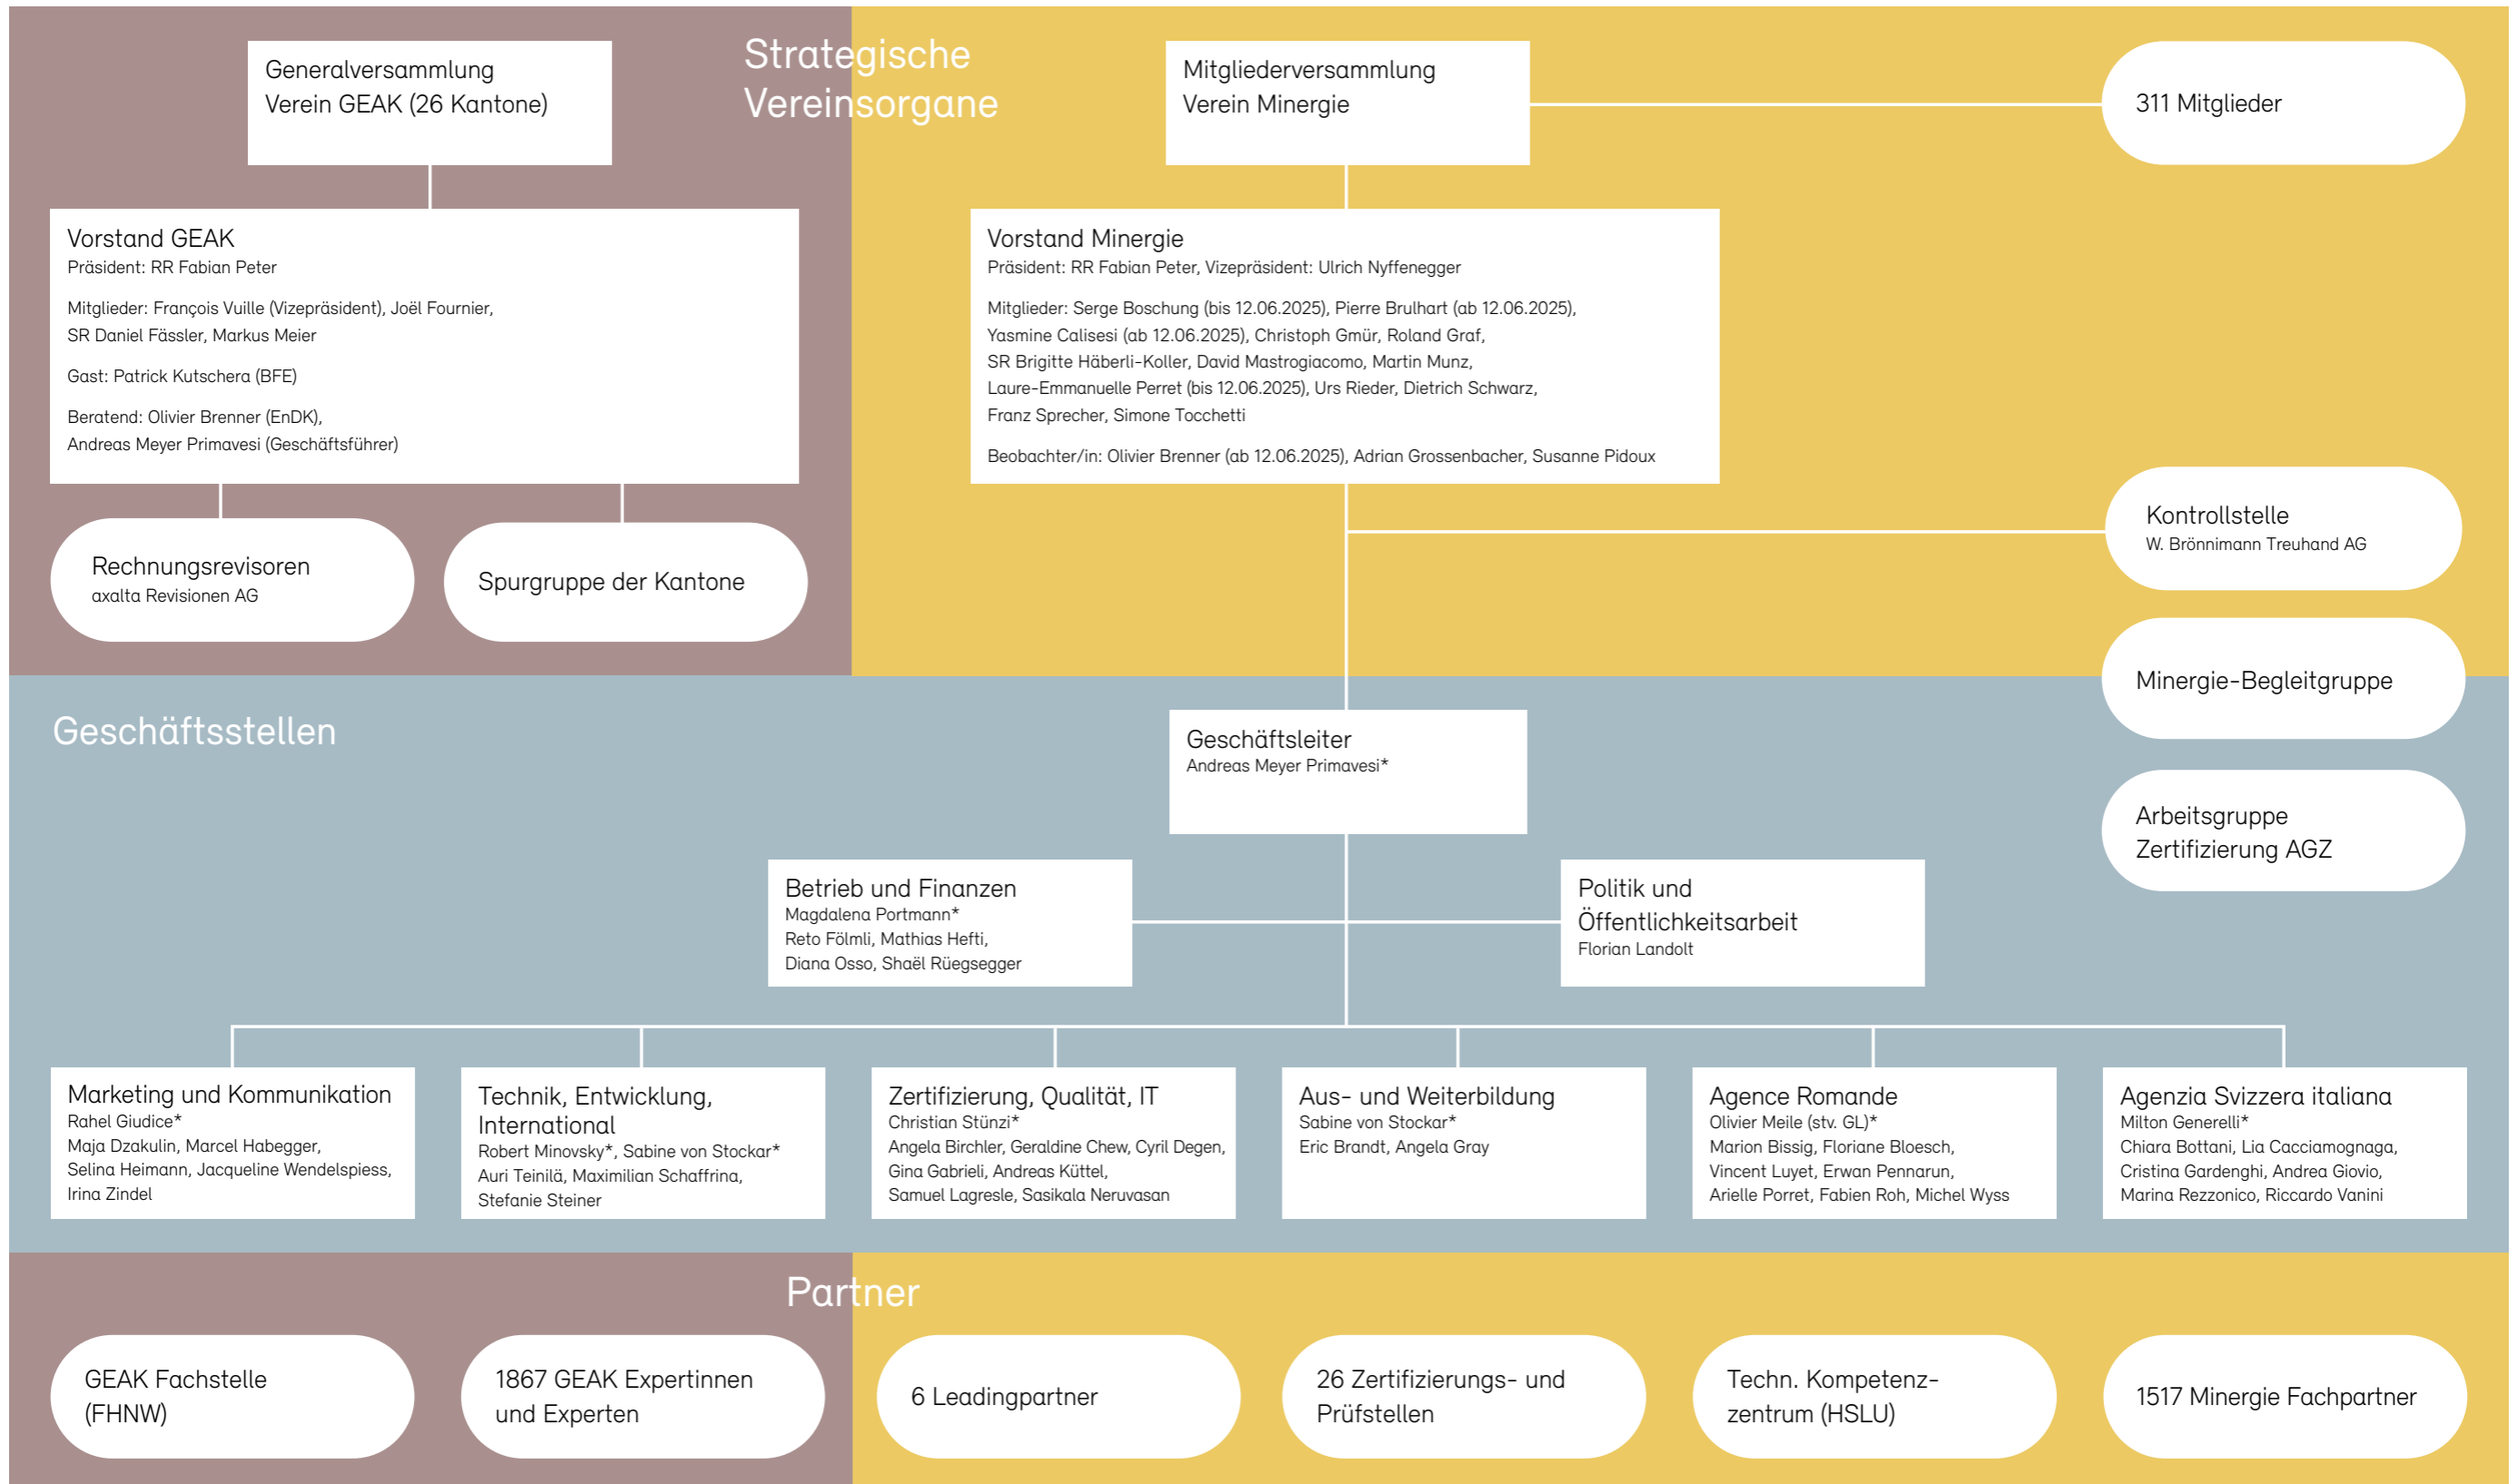 Strategische
Vereinsorgane
Generalversammlung
Verein GEAK (26 Kantone)
Mitgliederversammlung
Verein Minergie
311 Mitglieder
Vorstand GEAK
Präsident: RR Fabian Peter
Mitglieder: François Vuille (Vizepräsident), Joël Fournier,
SR Daniel Fässler, Markus Meier
Gast: Patrick Kutschera (BFE)
Beratend: Olivier Brenner (EnDK),
Andreas Meyer Primavesi (Geschäftsführer)
Vorstand Minergie
Präsident: RR Fabian Peter, Vizepräsident: Ulrich Nyffenegger
Mitglieder: Serge Boschung (bis 12.06.2025), Pierre Brulhart (ab 12.06.2025),
Yasmine Calisesi (ab 12.06.2025), Christoph Gmür, Roland Graf,
SR Brigitte Häberli-Koller, David Mastrogiacomo, Martin Munz,
Laure-Emmanuelle Perret (bis 12.06.2025), Urs Rieder, Dietrich Schwarz,
Franz Sprecher, Simone Tocchetti
Beobachter/in: Olivier Brenner (ab 12.06.2025), Adrian Grossenbacher, Susanne Pidoux
Rechnungsrevisoren
axalta Revisionen AG
Spurgruppe der Kantone
Kontrollstelle
W. Brönnimann Treuhand AG
Minergie-Begleitgruppe
Arbeitsgruppe
Zertifizierung AGZ
Geschäftsstellen
Geschäftsleiter
Andreas Meyer Primavesi*
Betrieb und Finanzen
Magdalena Portmann*
Reto Fölmli, Mathias Hefti,
Diana Osso, Shaël Rüegsegger
Politik und
Öffentlichkeitsarbeit
Florian Landolt
Marketing und Kommunikation
Rahel Giudice*
Maja Dzakulin, Marcel Habegger,
Selina Heimann, Jacqueline Wendelspiess,
Irina Zindel
Technik, Entwicklung,
International
Robert Minovsky*, Sabine von Stockar*
Auri Teinilä, Maximilian Schaffrina,
Stefanie Steiner
Zertifizierung, Qualität, IT
Christian Stünzi*
Angela Birchler, Geraldine Chew, Cyril Degen,
Gina Gabrieli, Andreas Küttel,
Samuel Lagresle, Sasikala Neruvasan
Aus- und Weiterbildung
Sabine von Stockar*
Eric Brandt, Angela Gray
Agence Romande
Olivier Meile (stv. GL)*
Marion Bissig, Floriane Bloesch,
Vincent Luyet, Erwan Pennarun,
Arielle Porret, Fabien Roh, Michel Wyss
Agenzia Svizzera italiana
Milton Generelli*
Chiara Bottani, Lia Cacciamognaga,
Cristina Gardenghi, Andrea Giovio,
Marina Rezzonico, Riccardo Vanini
Partner
GEAK Fachstelle
(FHNW)
1867 GEAK Expertinnen
und Experten
6 Leadingpartner
26 Zertifizierungs- und
Prüfstellen
Techn. Kompetenz-
zentrum (HSLU)
1517 Minergie Fachpartner